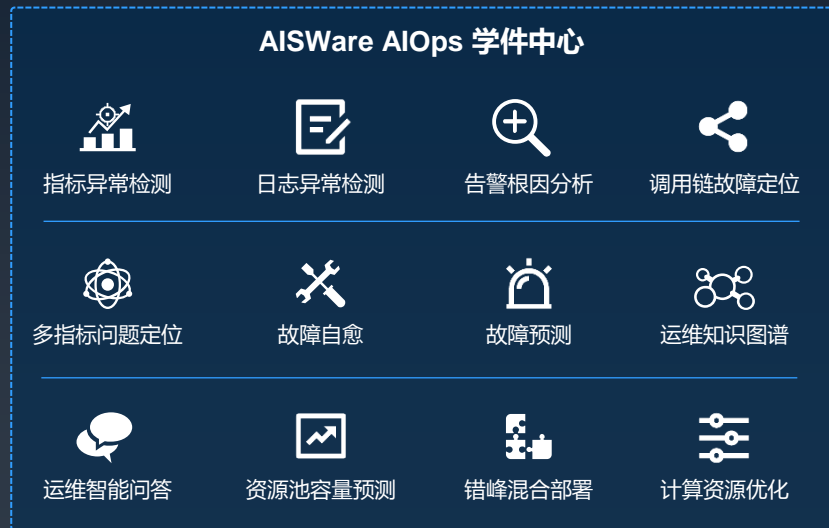 AISWare AIOps 学件中心
指标异常检测
日志异常检测
告警根因分析
调用链故障定位
多指标问题定位
故障自愈
故障预测
运维知识图谱
运维智能问答
资源池容量预测
错峰混合部署
计算资源优化